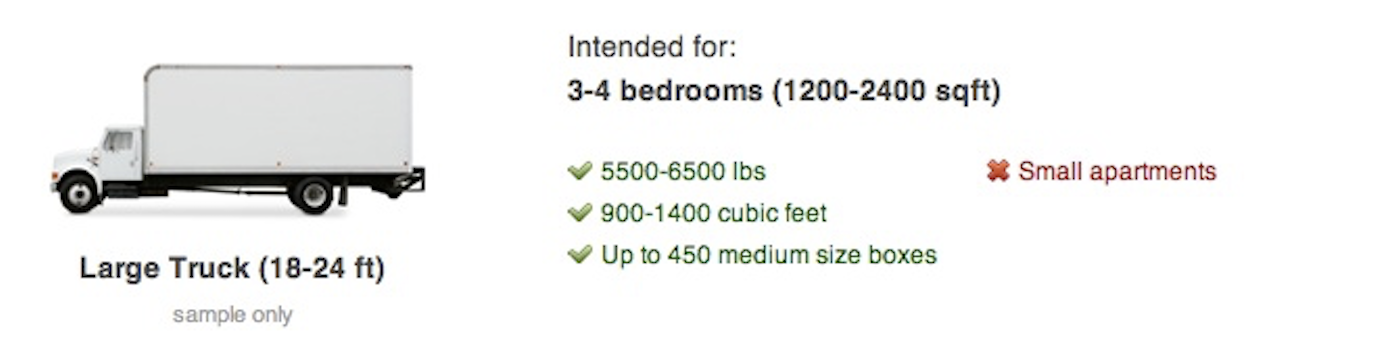 Intended for:
3-4 bedrooms (1200-2400 sqft)
5500-6500 lbs
Small apartments
900-1400 cubic feet
Up to 450 medium size boxes
Large Truck (18-24 ft)
sample only